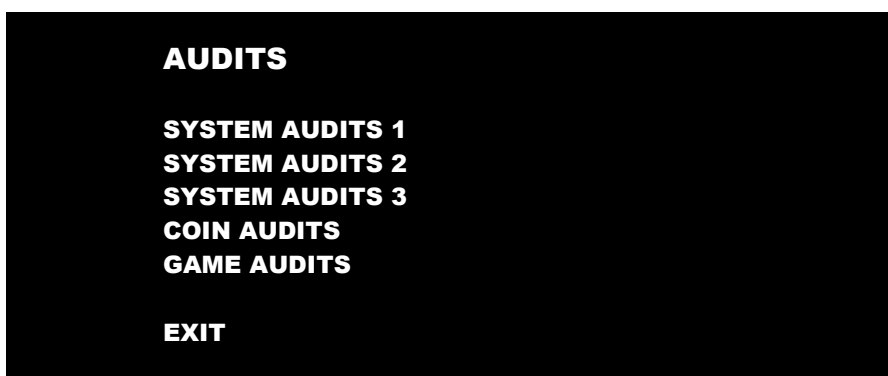 AUDITS
SYSTEM AUDITS 1
SYSTEM AUDITS 2
SYSTEM AUDITS 3
COIN AUDITS
GAME AUDITS
EXIT